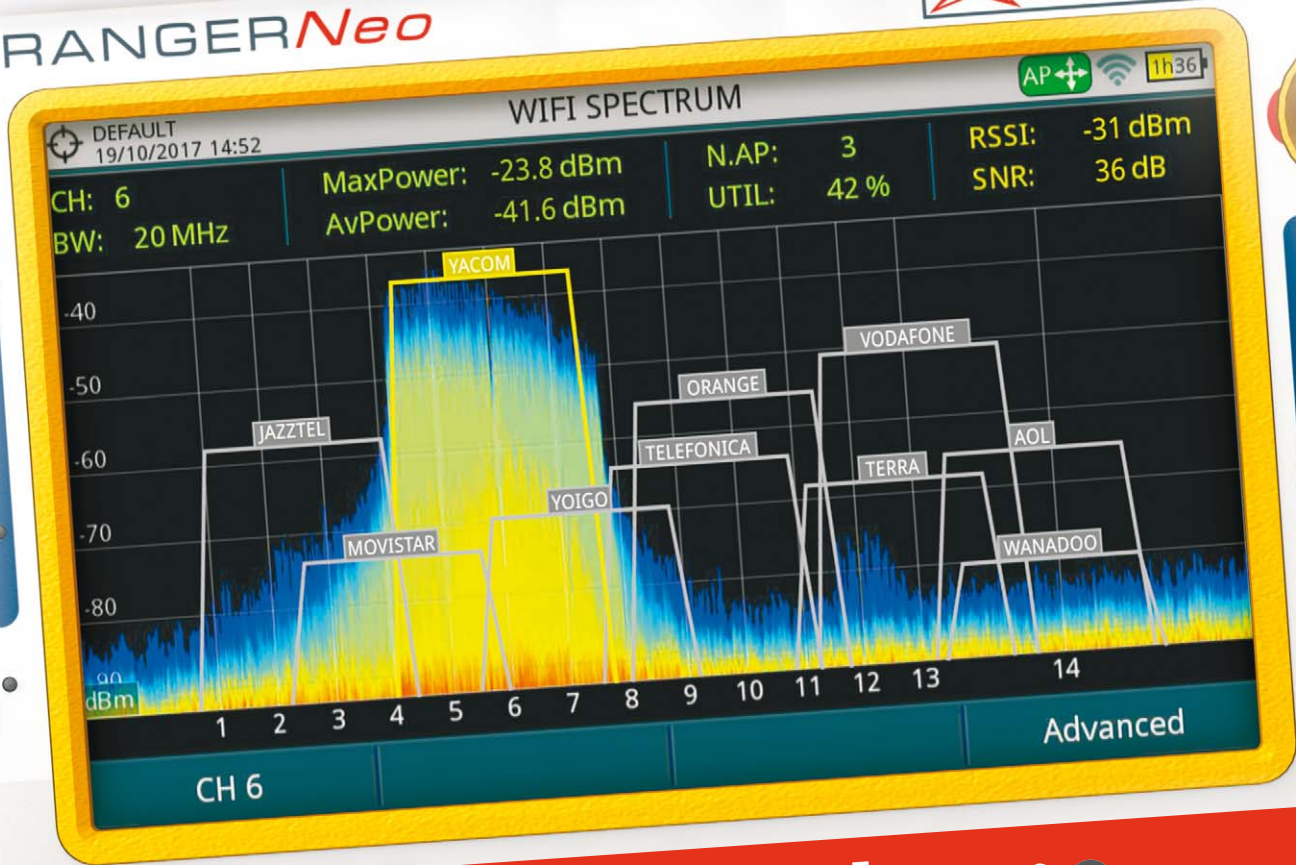 RANGERNeo
DEFAULT
19/10/2017 14:52
WIFI SPECTRUM
AP
1h36
CH: 6
BW: 20 MHz
MaxPower: -23.8 dBm
AvPower: -41.6 dBm
N.AP: 3
UTIL: 42 %
RSSI: -31 dBm
SNR: 36 dB
-40
-50
-60
-70
-80
-90
dBm
YACOM
VODAFONE
ORANGE
JAZZTEL
TELEFONICA
AOL
TERRA
YOIGO
MOVISTAR
WANADOO
1 2 3 4 5 6 7 8 9 10 11 12 13 14
CH 6
Advanced